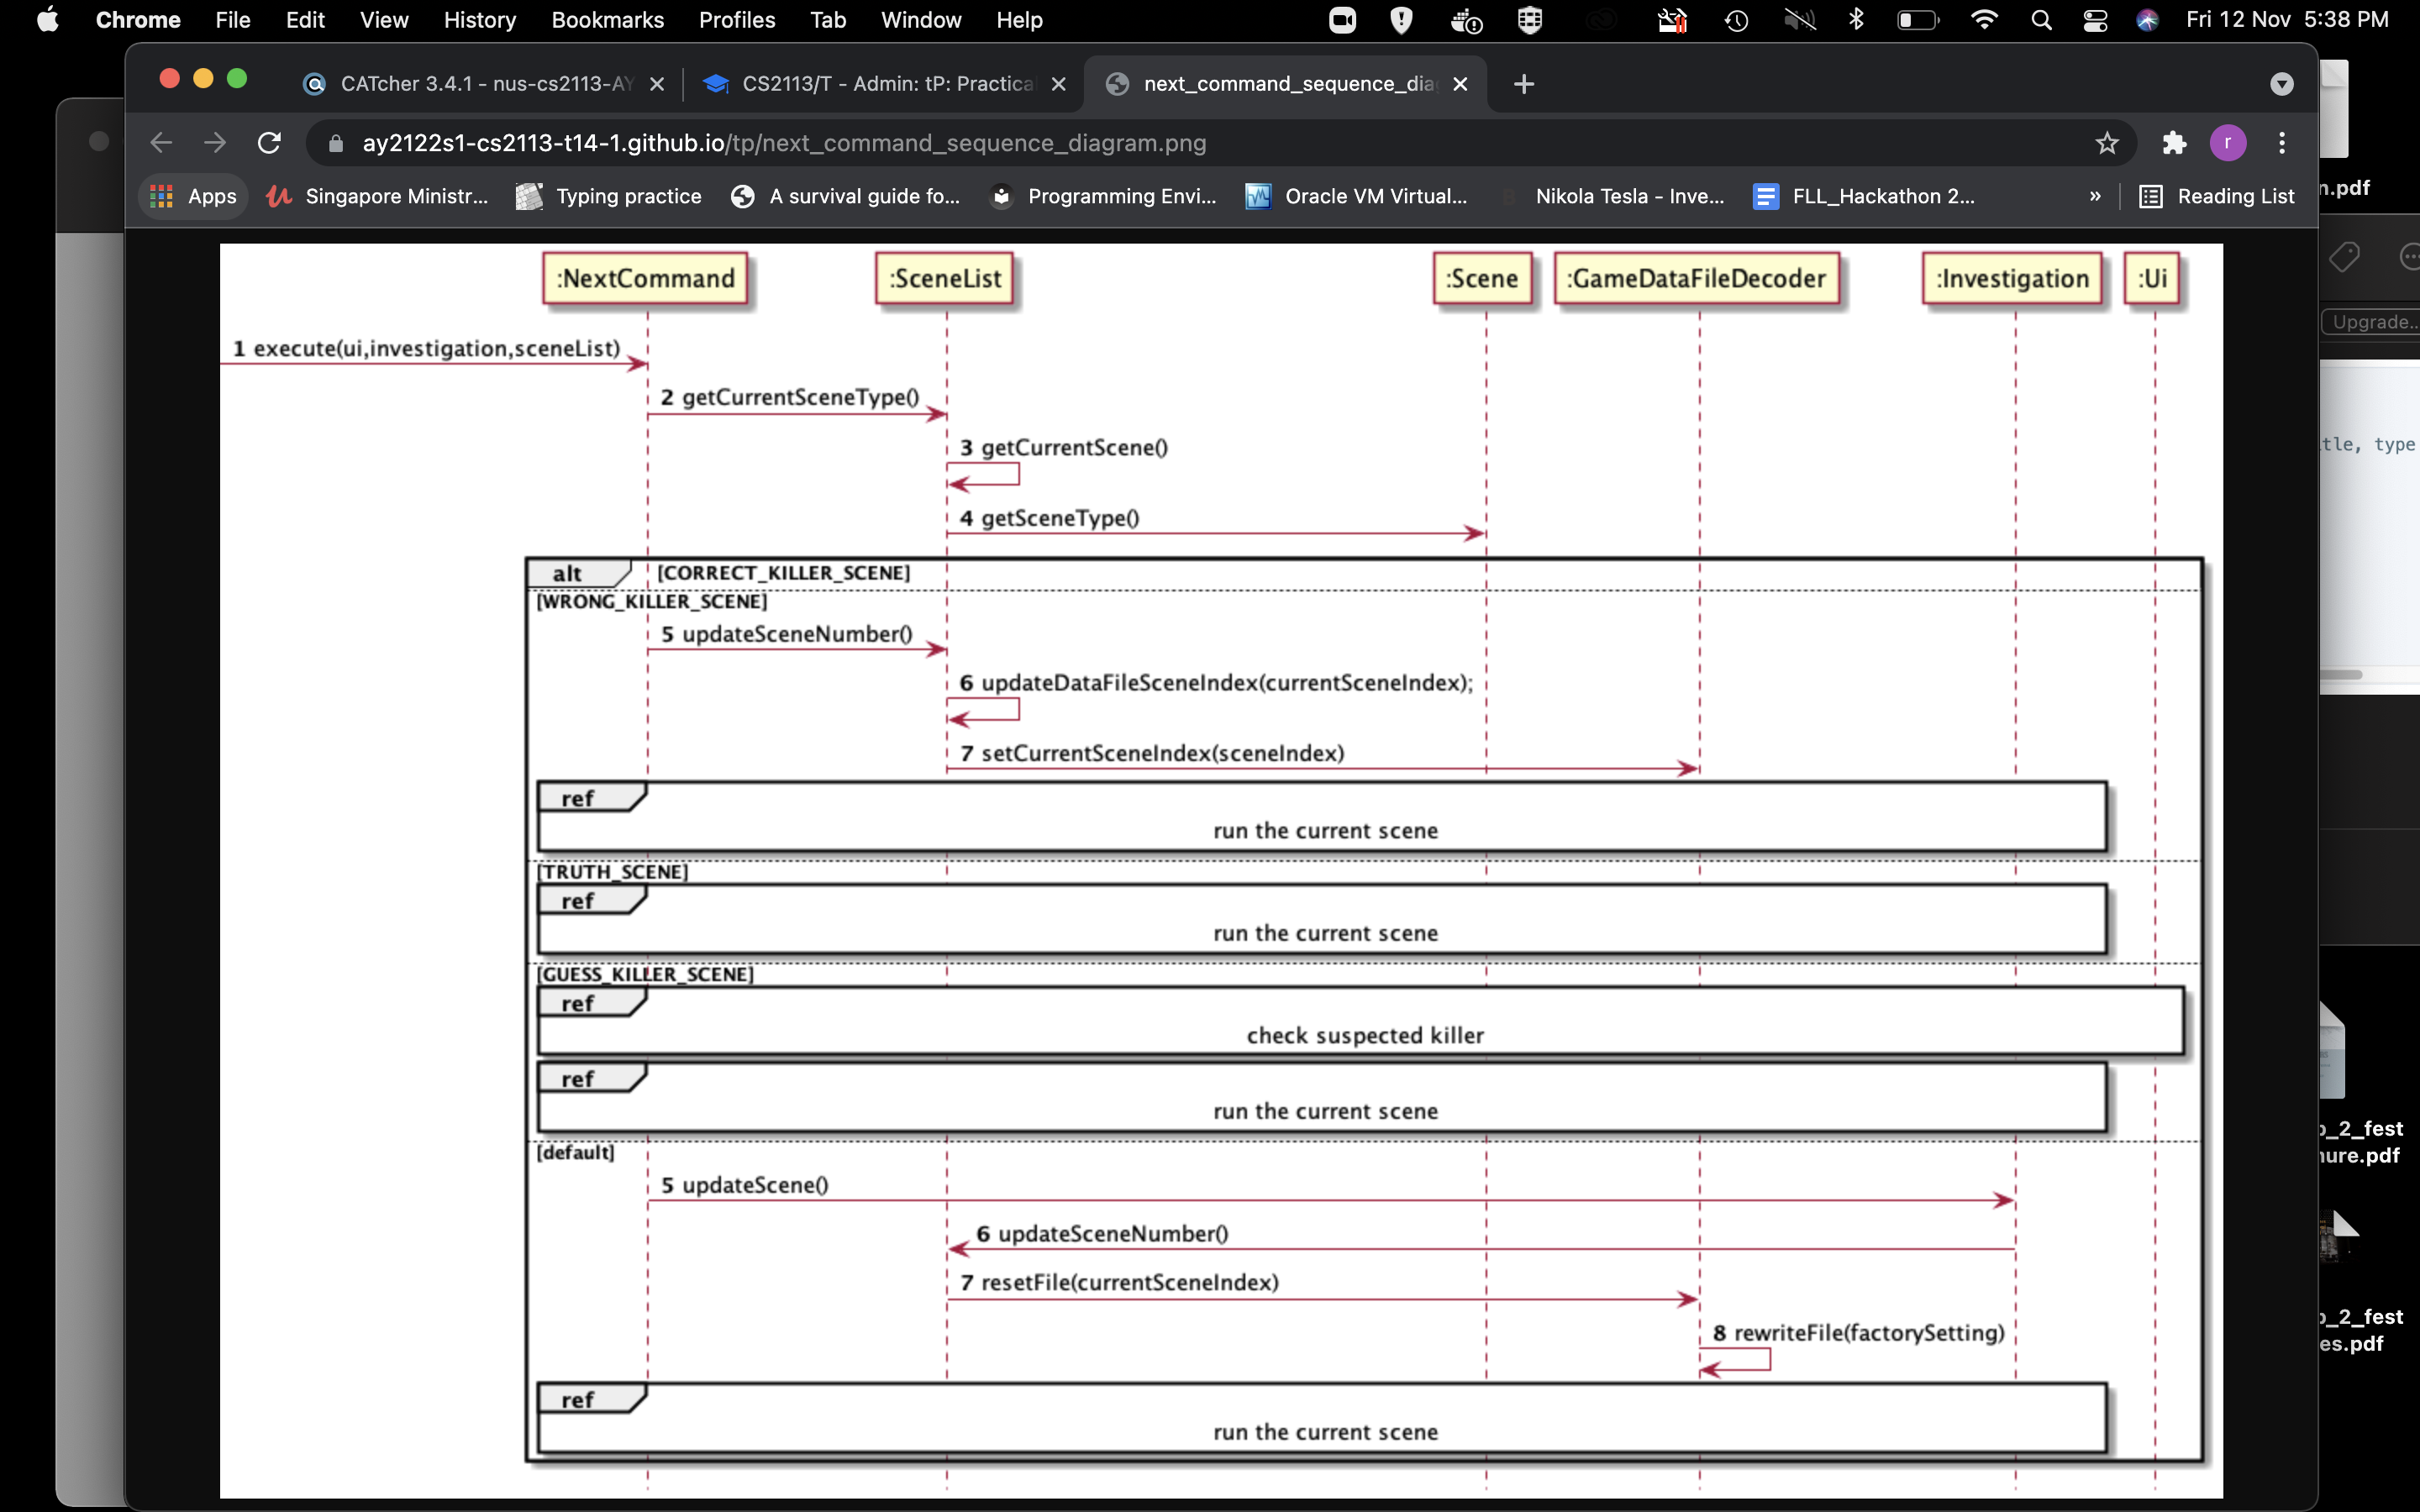 Chrome File Edit View History Bookmarks Profiles Tab Window Help Fri 12 Nov 5:38 PM
CATcher 3.4.1 - nus-cs2113-AY CS2113/T - Admin: tP: Practica next_command_sequence_dia
ay2122s1-cs2113-t14-1.github.io/tp/next_command_sequence_diagram.png r
Apps Singapore Ministr... Typing practice A survival guide fo... Programming Envi... Oracle VM Virtual... Nikola Tesla - Inve... FLL_Hackathon 2... » Reading List
n.pdf
:NextCommand :SceneList :Scene :GameDataFileDecoder :Investigation :Ui
Upgrade...
1 execute(ui,investigation,sceneList)
2 getCurrentSceneType()
3 getCurrentScene()
tle, type
4 getSceneType()
alt [CORRECT_KILLER_SCENE]
[WRONG_KILLER_SCENE]
5 updateSceneNumber()
6 updateDataFileSceneIndex(currentSceneIndex);
7 setCurrentSceneIndex(sceneIndex)
ref
run the current scene
[TRUTH_SCENE]
ref
run the current scene
[GUESS_KILLER_SCENE]
ref
check suspected killer
ref
run the current scene
_2_fest
ure.pdf
[default]
5 updateScene()
6 updateSceneNumber()
7 resetFile(currentSceneIndex)
8 rewriteFile(factorySetting)
_2_fest
es.pdf
ref
run the current scene